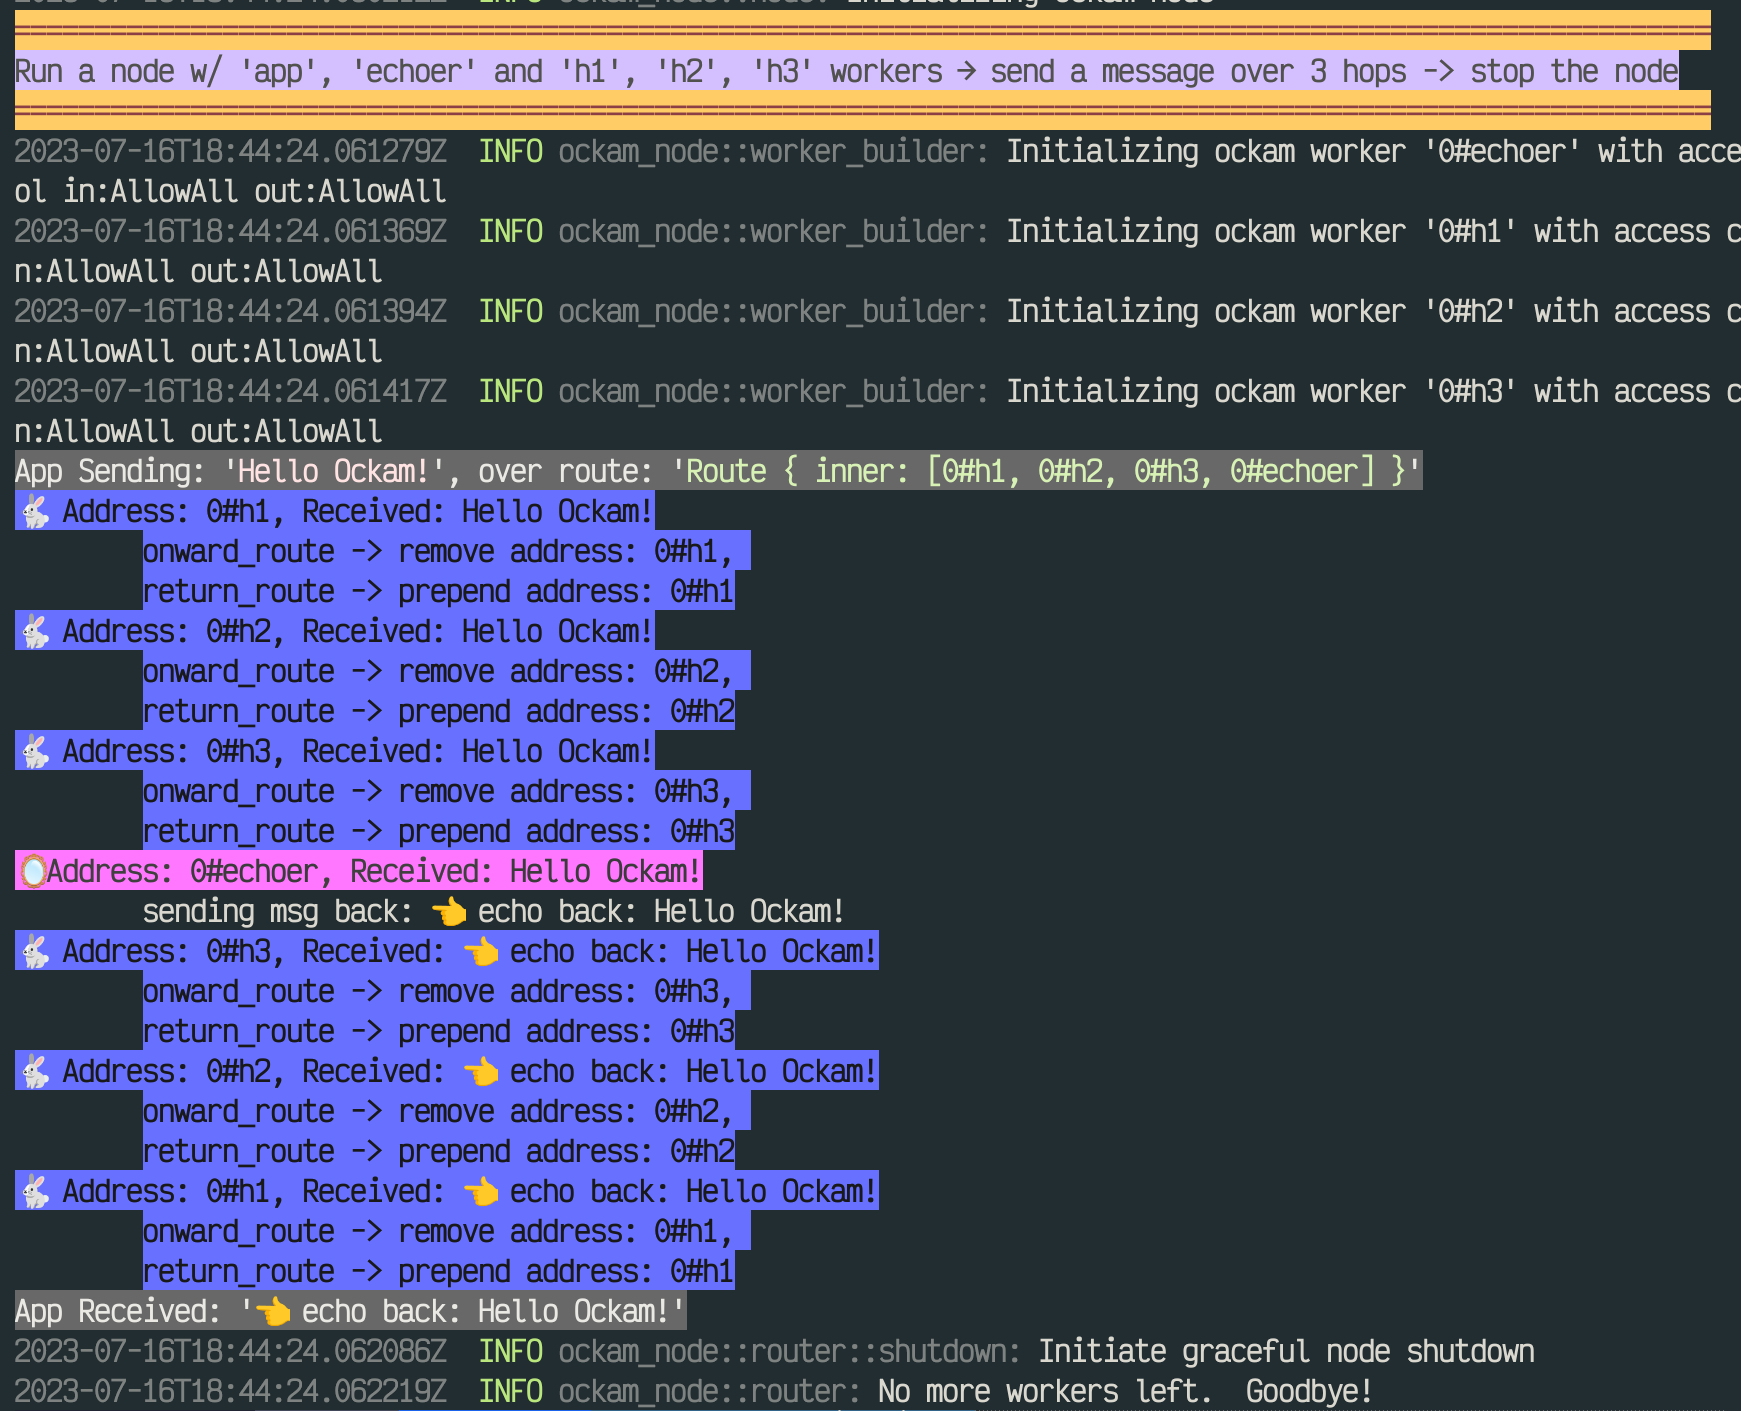 2023-07-16T18:44:24.060222Z  INFO ockam_node::node: Initializing ockam node
==========================================================================================================
Run a node w/ 'app', 'echoer' and 'h1', 'h2', 'h3' workers → send a message over 3 hops -> stop the node
==========================================================================================================
2023-07-16T18:44:24.061279Z  INFO ockam_node::worker_builder: Initializing ockam worker '0#echoer' with acce
ol in:AllowAll out:AllowAll
2023-07-16T18:44:24.061369Z  INFO ockam_node::worker_builder: Initializing ockam worker '0#h1' with access c
n:AllowAll out:AllowAll
2023-07-16T18:44:24.061394Z  INFO ockam_node::worker_builder: Initializing ockam worker '0#h2' with access c
n:AllowAll out:AllowAll
2023-07-16T18:44:24.061417Z  INFO ockam_node::worker_builder: Initializing ockam worker '0#h3' with access c
n:AllowAll out:AllowAll
App Sending: 'Hello Ockam!', over route: 'Route { inner: [0#h1, 0#h2, 0#h3, 0#echoer] }'
🐇 Address: 0#h1, Received: Hello Ockam!
        onward_route -> remove address: 0#h1,
        return_route -> prepend address: 0#h1
🐇 Address: 0#h2, Received: Hello Ockam!
        onward_route -> remove address: 0#h2,
        return_route -> prepend address: 0#h2
🐇 Address: 0#h3, Received: Hello Ockam!
        onward_route -> remove address: 0#h3,
        return_route -> prepend address: 0#h3
🪞Address: 0#echoer, Received: Hello Ockam!
        sending msg back: 👈 echo back: Hello Ockam!
🐇 Address: 0#h3, Received: 👈 echo back: Hello Ockam!
        onward_route -> remove address: 0#h3,
        return_route -> prepend address: 0#h3
🐇 Address: 0#h2, Received: 👈 echo back: Hello Ockam!
        onward_route -> remove address: 0#h2,
        return_route -> prepend address: 0#h2
🐇 Address: 0#h1, Received: 👈 echo back: Hello Ockam!
        onward_route -> remove address: 0#h1,
        return_route -> prepend address: 0#h1
App Received: '👈 echo back: Hello Ockam!'
2023-07-16T18:44:24.062086Z  INFO ockam_node::router::shutdown: Initiate graceful node shutdown
2023-07-16T18:44:24.062219Z  INFO ockam_node::router: No more workers left.  Goodbye!